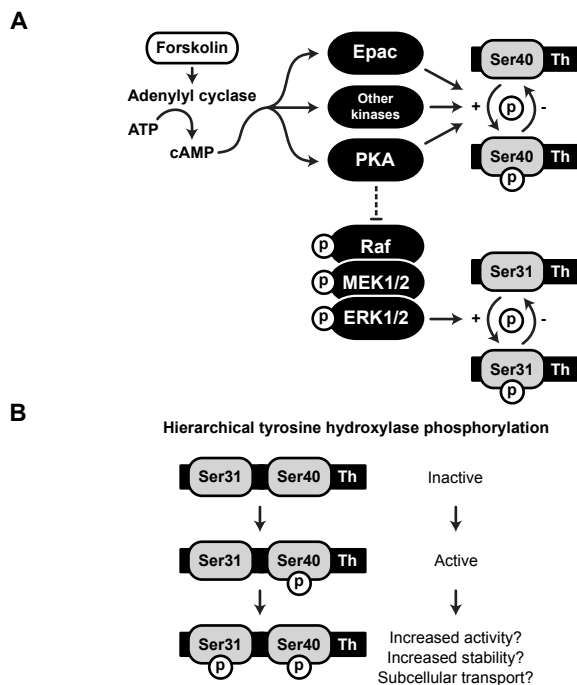 A
Forskolin
Adenylyl cyclase
ATP
cAMP
Epac
Other
kinases
PKA
Ser40 Th
+ p -
Ser40 Th
p
p Raf
p MEK1/2
p ERK1/2
Ser31 Th
+ p -
Ser31 Th
p
B
Hierarchical tyrosine hydroxylase phosphorylation
Ser31 Ser40 Th Inactive
Ser31 Ser40 Th Active
p
Ser31 Ser40 Th
p p
Increased activity?
Increased stability?
Subcellular transport?